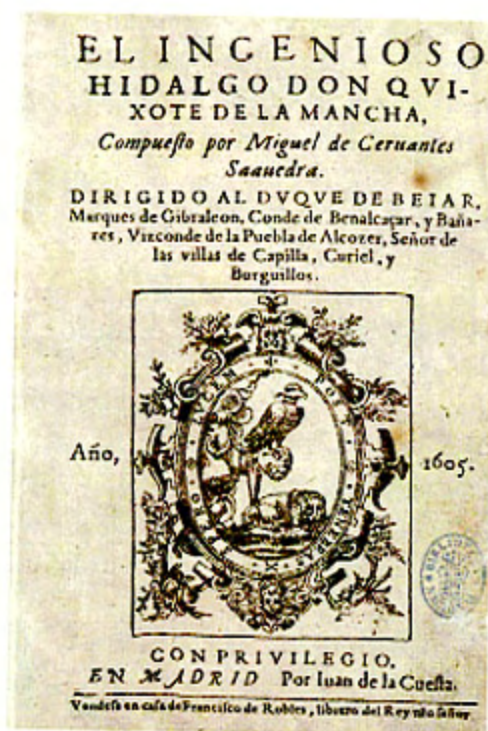 EL INGENIOSO
HIDALGO DON QVI-
XOTE DE LA MANCHA,
Compuesto por Miguel de Ceruantes
Saauedra.
DIRIGIDO AL DVQVE DE BEIAR,
Marques de Gibraleon, Conde de Benalcaçar, y Baña-
res, Vizconde de la Puebla de Alcozer, Señor de
las villas de Capilla, Curiel, y
Burguillos.
Año, 1605.
CON PRIVILEGIO,
EN MADRID Por Iuan de la Cuesta.
Vendese en casa de Francisco de Robles, librero del Rey nro señor